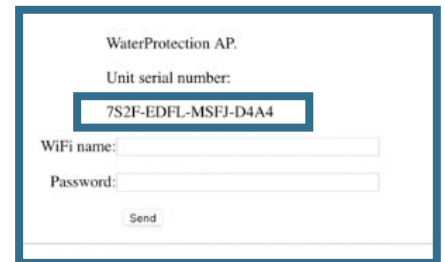 WaterProtection AP.
Unit serial number:
7S2F-EDFL-MSFJ-D4A4
WiFi name:
Password:
Send